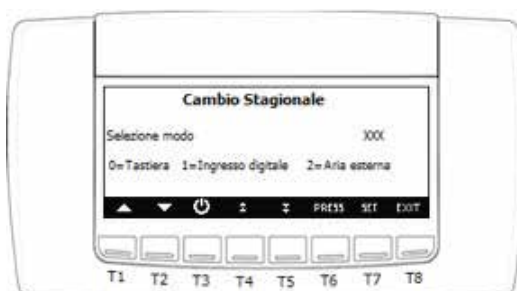 Cambio Stagionale
Selezione modo XXX
0=Tastiera 1=Ingresso digitale 2=Aria esterna
PRESS SET EXIT
T1 T2 T3 T4 T5 T6 T7 T8